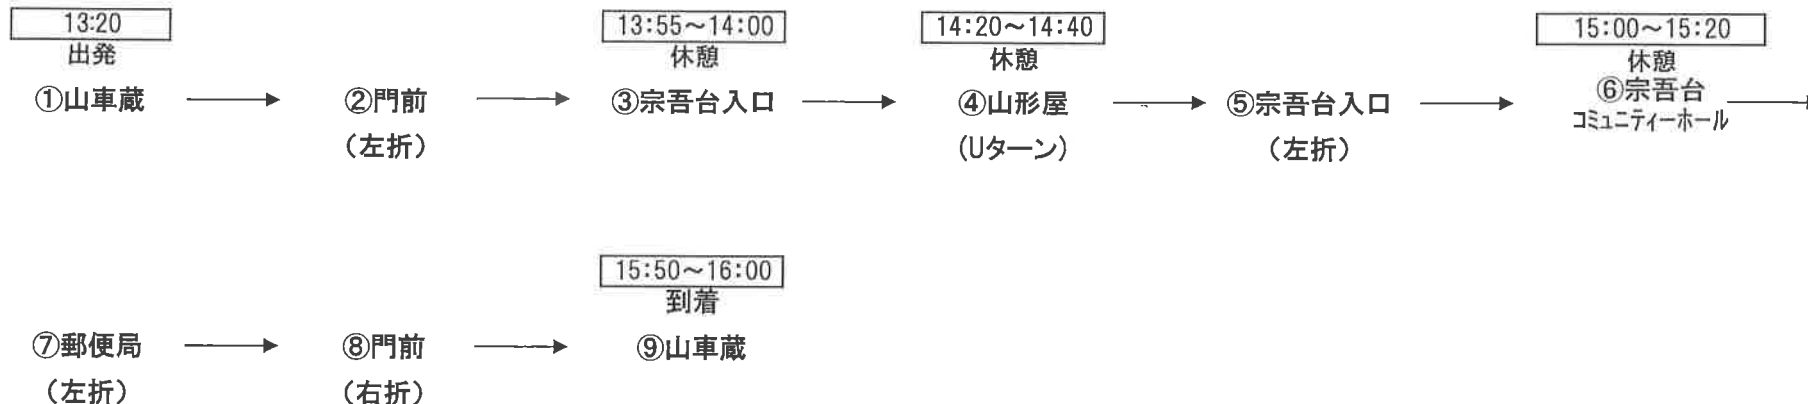 13:20
出発
①山車蔵
②門前
(左折)
13:55～14:00
休憩
③宗吾台入口
14:20～14:40
休憩
④山形屋
(Uターン)
⑤宗吾台入口
(左折)
15:00～15:20
休憩
⑥宗吾台
コミュニティーホール
⑦郵便局
(左折)
⑧門前
(右折)
15:50～16:00
到着
⑨山車蔵